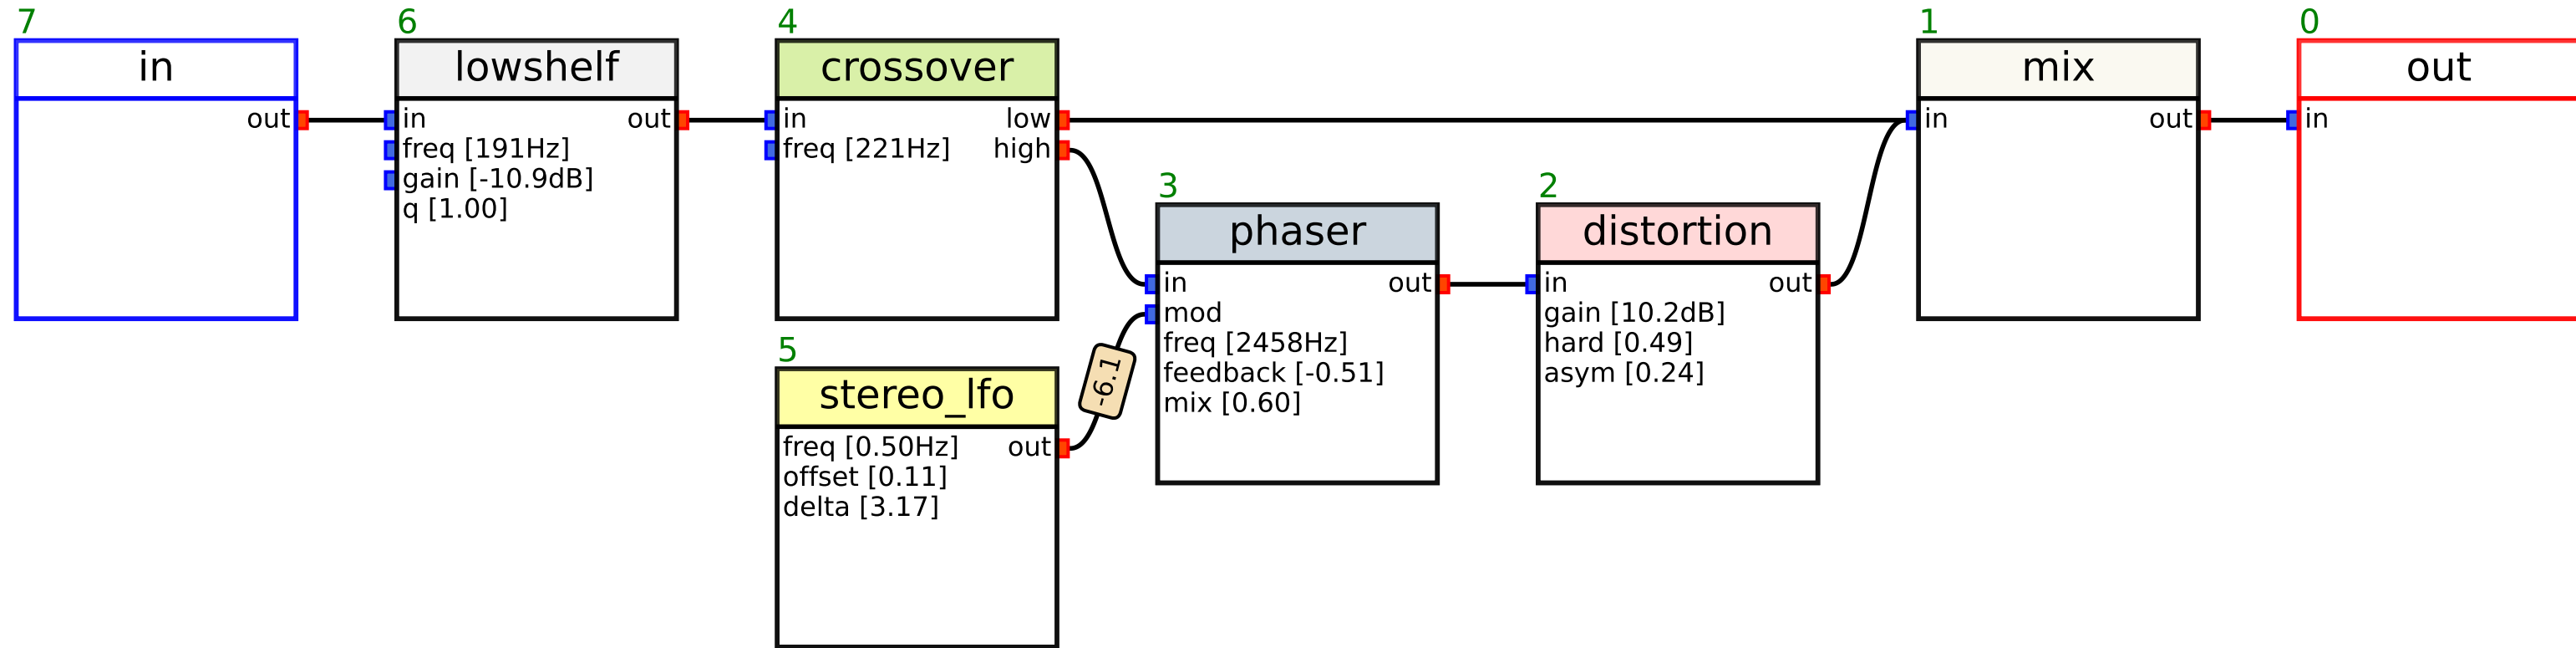 7
in
out
6
lowshelf
in out
freq [191Hz]
gain [-10.9dB]
q [1.00]
4
crossover
in low
freq [221Hz] high
5
stereo_lfo
freq [0.50Hz] out
offset [0.11]
delta [3.17]
-6.1
3
phaser
in out
mod
freq [2458Hz]
feedback [-0.51]
mix [0.60]
2
distortion
in out
gain [10.2dB]
hard [0.49]
asym [0.24]
1
mix
in out
0
out
in